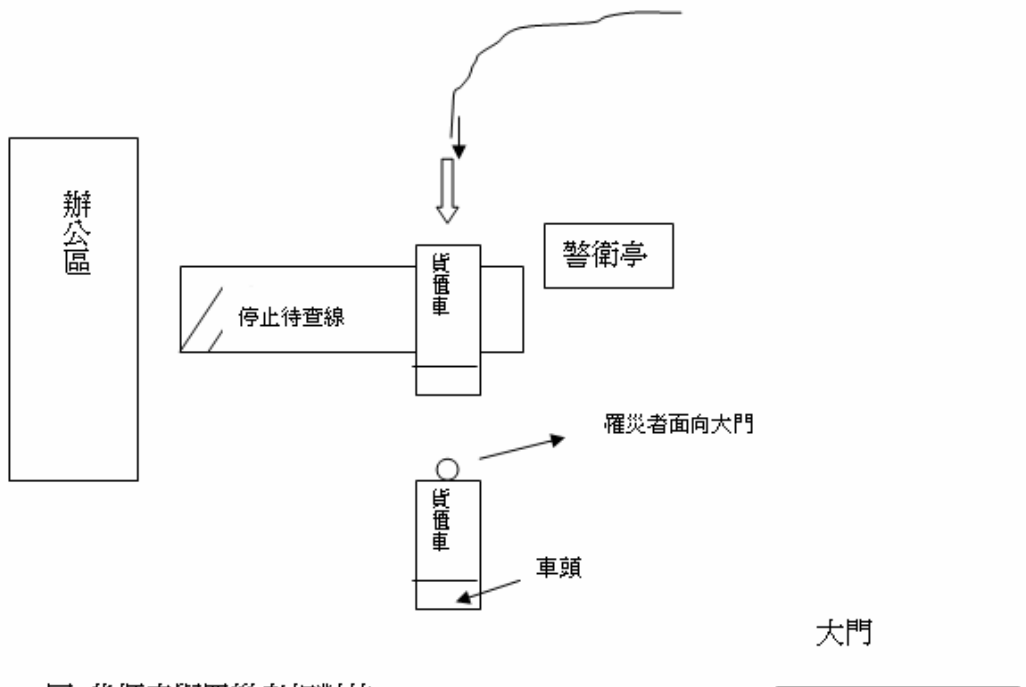 辦公區
警衛亭
貨櫃車
停止待查線
罹災者面向大門
貨櫃車
車頭
大門